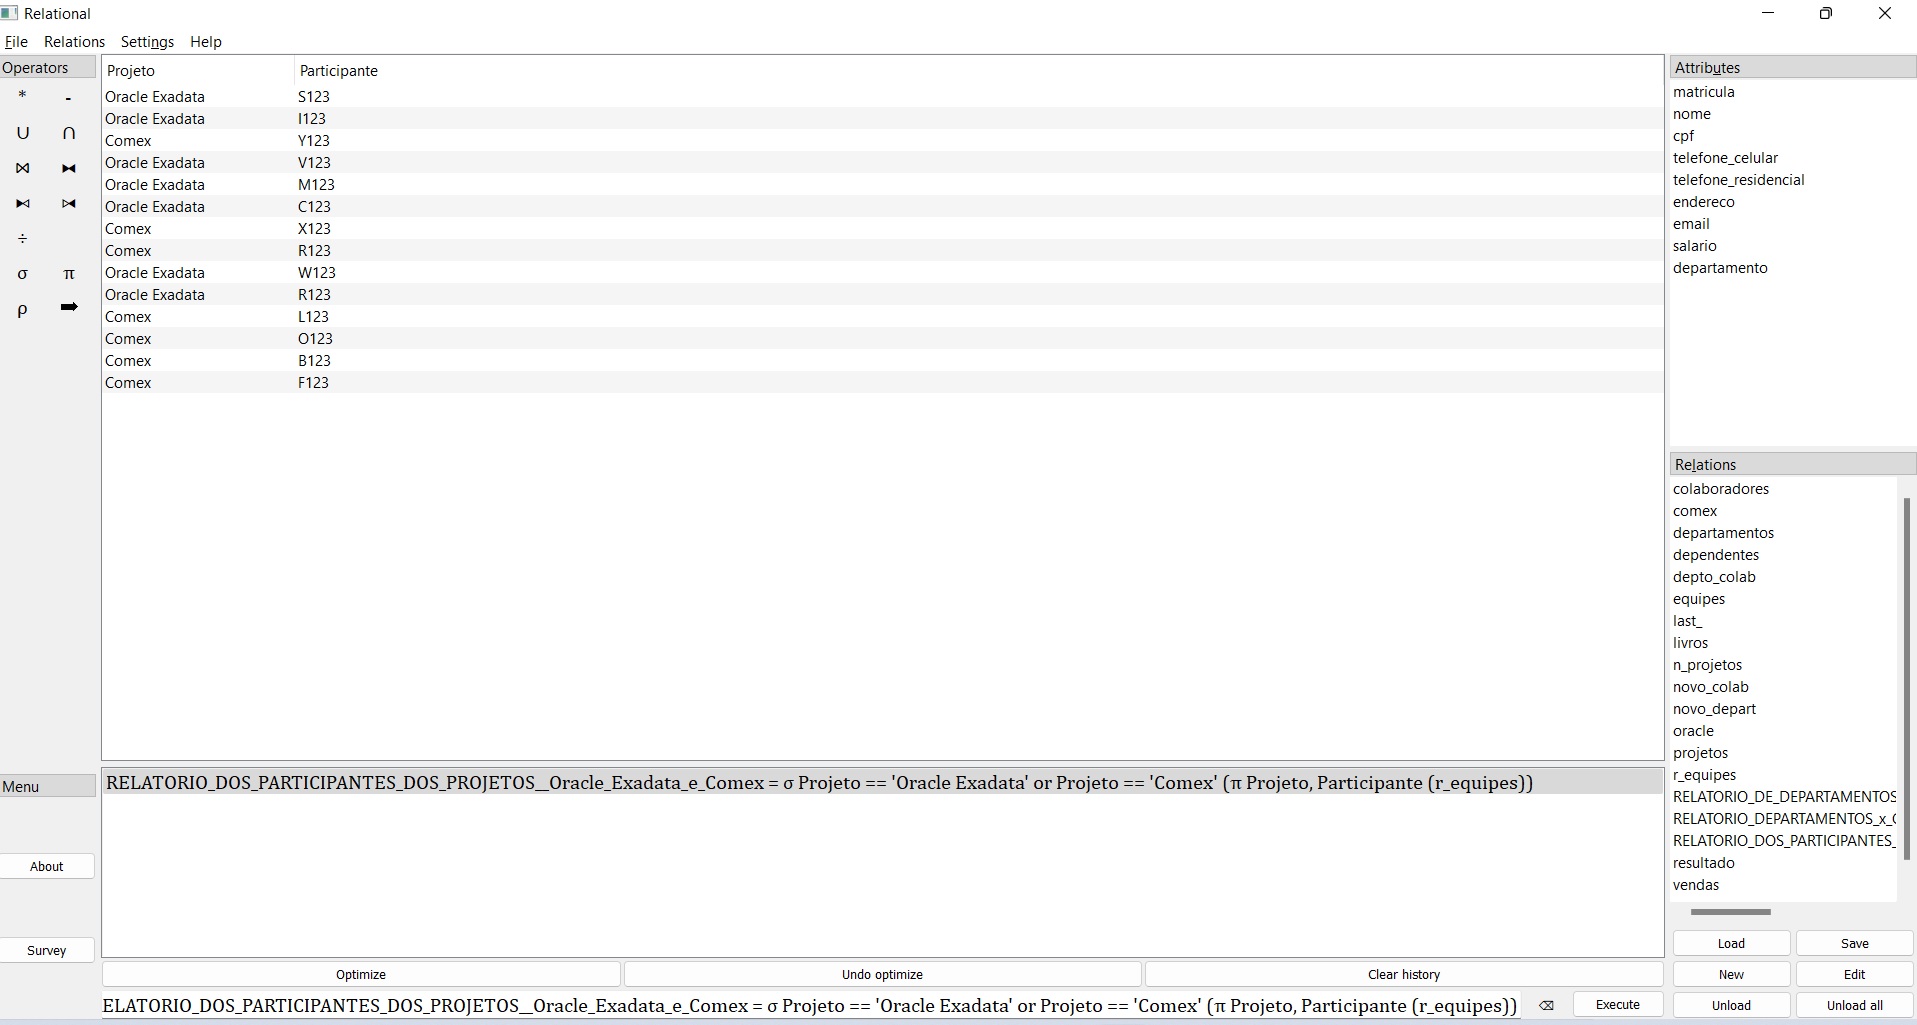 Relational
File Relations Settings Help
Operators
* -
∪ ∩
⋈ ⧓
⧑ ⧒
÷
σ π
ρ ➡
Menu
About
Survey
Projeto Participante
Oracle Exadata S123
Oracle Exadata I123
Comex Y123
Oracle Exadata V123
Oracle Exadata M123
Oracle Exadata C123
Comex X123
Comex R123
Oracle Exadata W123
Oracle Exadata R123
Comex L123
Comex O123
Comex B123
Comex F123
RELATORIO_DOS_PARTICIPANTES_DOS_PROJETOS__Oracle_Exadata_e_Comex = σ Projeto == 'Oracle Exadata' or Projeto == 'Comex' (π Projeto, Participante (r_equipes))
Optimize Undo optimize Clear history
ELATORIO_DOS_PARTICIPANTES_DOS_PROJETOS__Oracle_Exadata_e_Comex = σ Projeto == 'Oracle Exadata' or Projeto == 'Comex' (π Projeto, Participante (r_equipes)) ⌫ Execute
Attributes
matricula
nome
cpf
telefone_celular
telefone_residencial
endereco
email
salario
departamento
Relations
colaboradores
comex
departamentos
dependentes
depto_colab
equipes
last_
livros
n_projetos
novo_colab
novo_depart
oracle
projetos
r_equipes
RELATORIO_DE_DEPARTAMENTOS
RELATORIO_DEPARTAMENTOS_x_
RELATORIO_DOS_PARTICIPANTES_
resultado
vendas
Load Save
New Edit
Unload Unload all